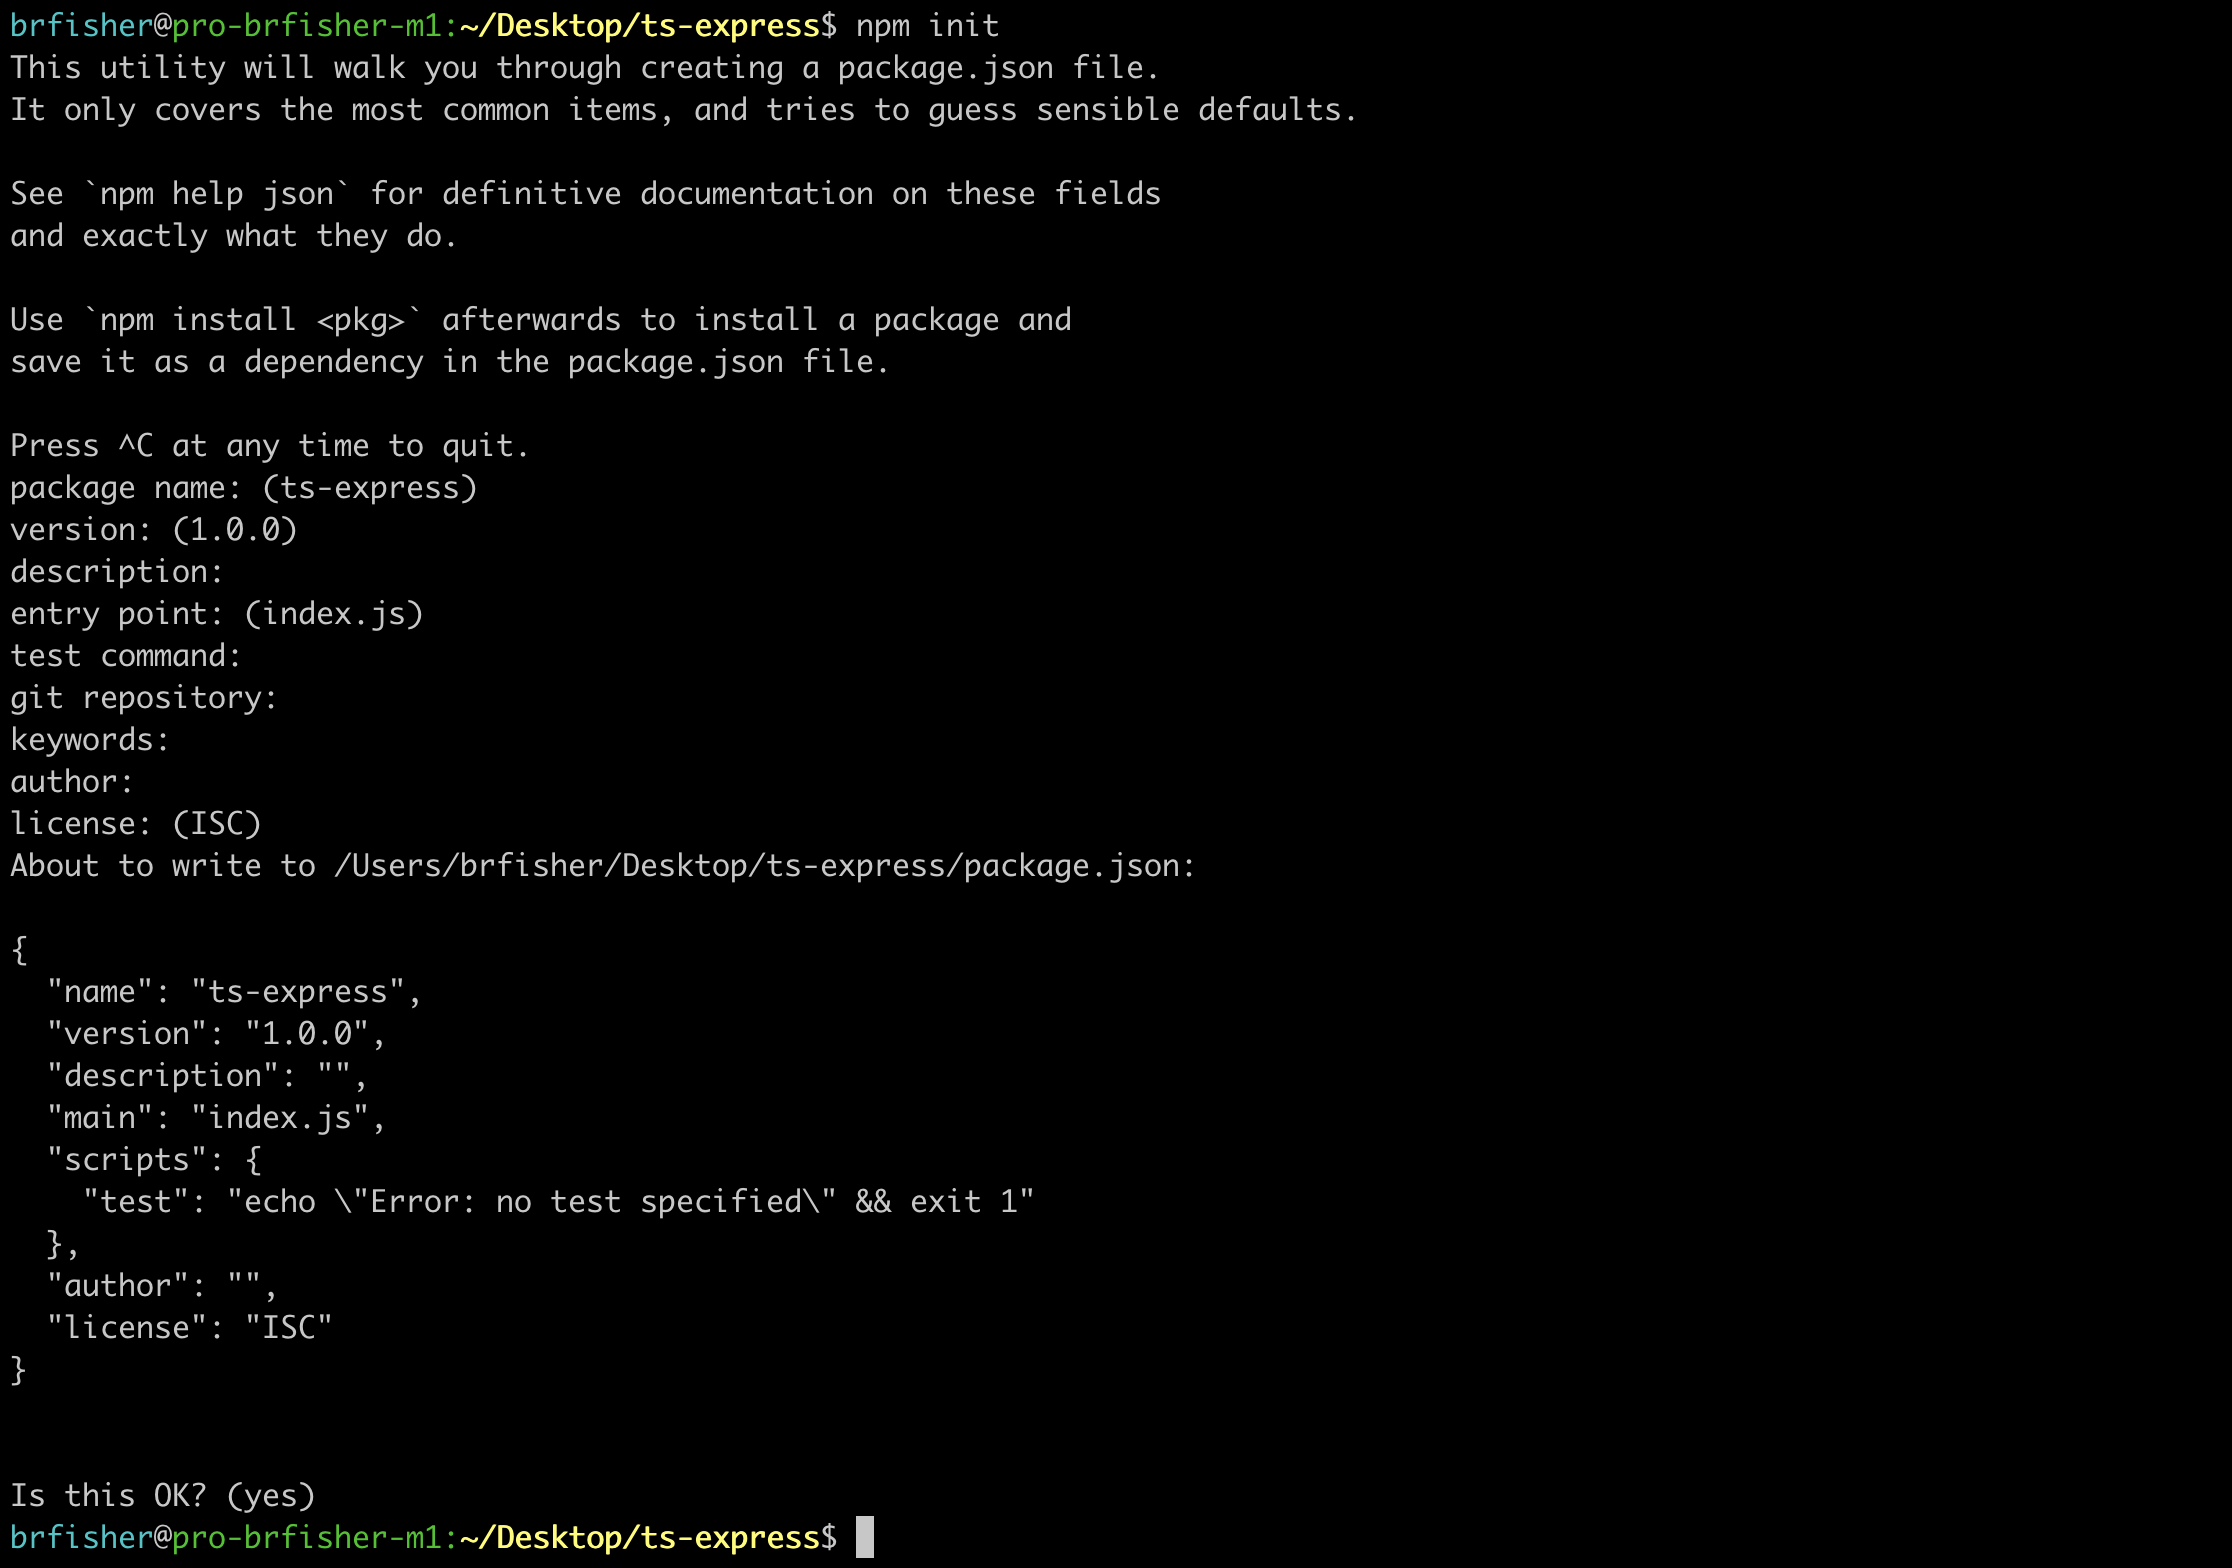 brfisher@pro-brfisher-m1:~/Desktop/ts-express$ npm init
This utility will walk you through creating a package.json file.
It only covers the most common items, and tries to guess sensible defaults.
See `npm help json` for definitive documentation on these fields
and exactly what they do.
Use `npm install <pkg>` afterwards to install a package and
save it as a dependency in the package.json file.
Press ^C at any time to quit.
package name: (ts-express)
version: (1.0.0)
description:
entry point: (index.js)
test command:
git repository:
keywords:
author:
license: (ISC)
About to write to /Users/brfisher/Desktop/ts-express/package.json:
{
  "name": "ts-express",
  "version": "1.0.0",
  "description": "",
  "main": "index.js",
  "scripts": {
    "test": "echo \"Error: no test specified\" && exit 1"
  },
  "author": "",
  "license": "ISC"
}
Is this OK? (yes)
brfisher@pro-brfisher-m1:~/Desktop/ts-express$